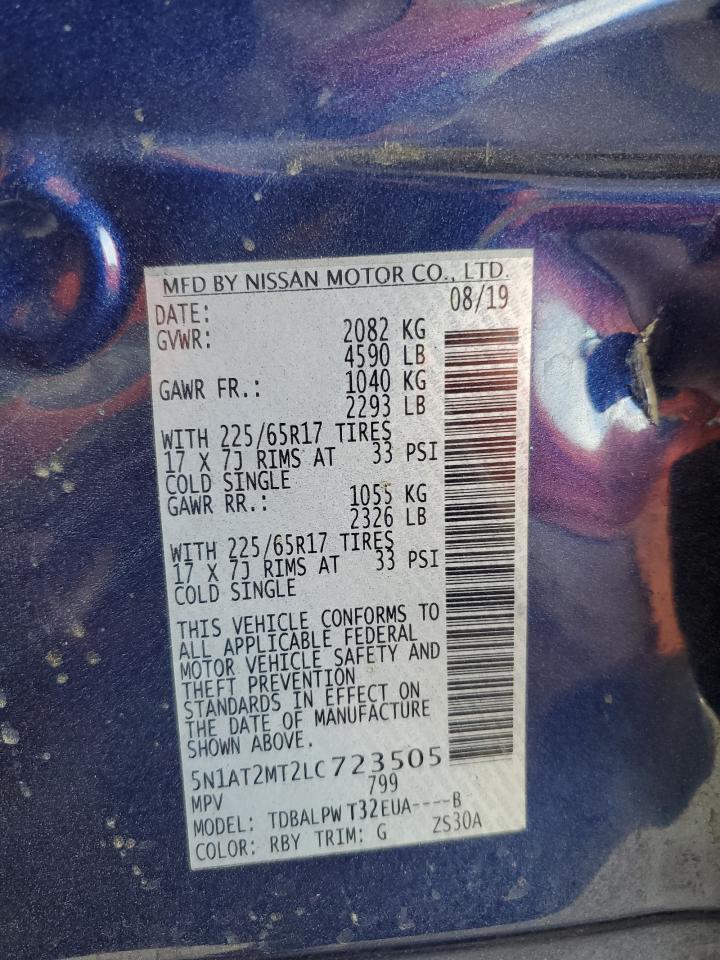 MFD BY NISSAN MOTOR CO., LTD.
DATE: 08/19
GVWR: 2082 KG
4590 LB
GAWR FR.: 1040 KG
2293 LB
WITH 225/65R17 TIRES
17 X 7J RIMS AT 33 PSI
COLD SINGLE
GAWR RR.: 1055 KG
2326 LB
WITH 225/65R17 TIRES
17 X 7J RIMS AT 33 PSI
COLD SINGLE
THIS VEHICLE CONFORMS TO
ALL APPLICABLE FEDERAL
MOTOR VEHICLE SAFETY AND
THEFT PREVENTION
STANDARDS IN EFFECT ON
THE DATE OF MANUFACTURE
SHOWN ABOVE.
5N1AT2MT2LC723505
MPV 799
MODEL: TDBALPW T32EUA----B
COLOR: RBY TRIM: G ZS30A